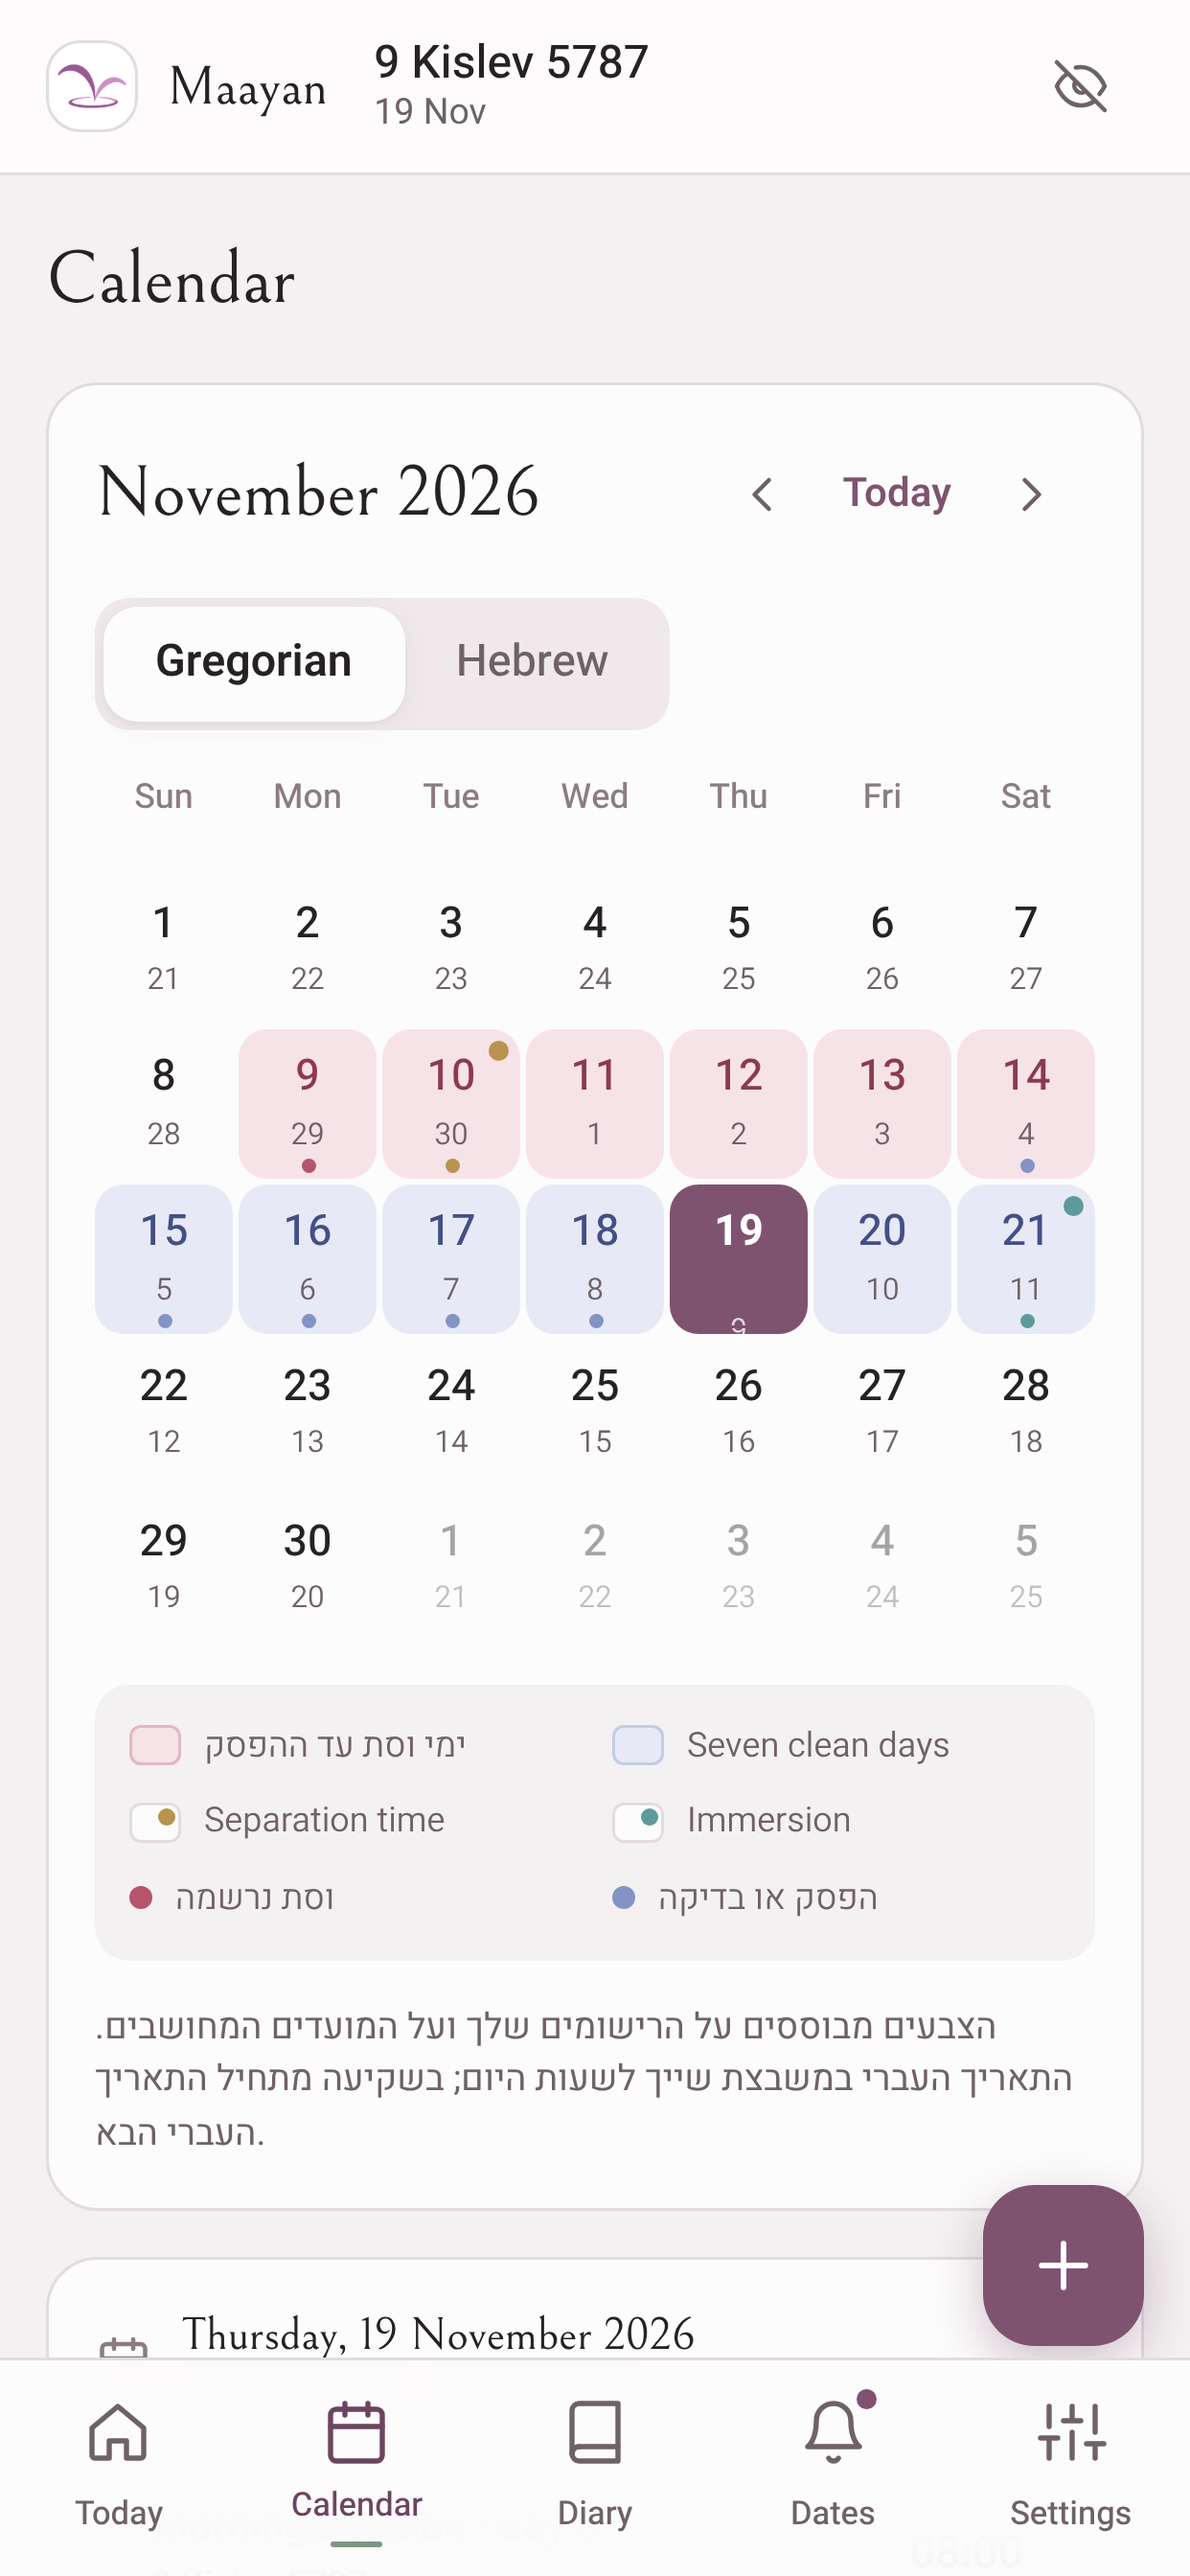 Maayan
9 Kislev 5787
19 Nov
Calendar
November 2026
Today
Gregorian Hebrew
Sun Mon Tue Wed Thu Fri Sat
1 2 3 4 5 6 7
21 22 23 24 25 26 27
8 9 10 11 12 13 14
28 29 30 1 2 3 4
15 16 17 18 19 20 21
5 6 7 8 9 10 11
22 23 24 25 26 27 28
12 13 14 15 16 17 18
29 30 1 2 3 4 5
19 20 21 22 23 24 25
ימי וסת עד ההפסק
Seven clean days
Separation time
Immersion
וסת נרשמה
הפסק או בדיקה
הצבעים מבוססים על הרישומים שלך ועל המועדים המחושבים.
התאריך העברי במשבצת שייך לשעות היום; בשקיעה מתחיל התאריך
העברי הבא.
Thursday, 19 November 2026
08:00
Today Calendar Diary Dates Settings